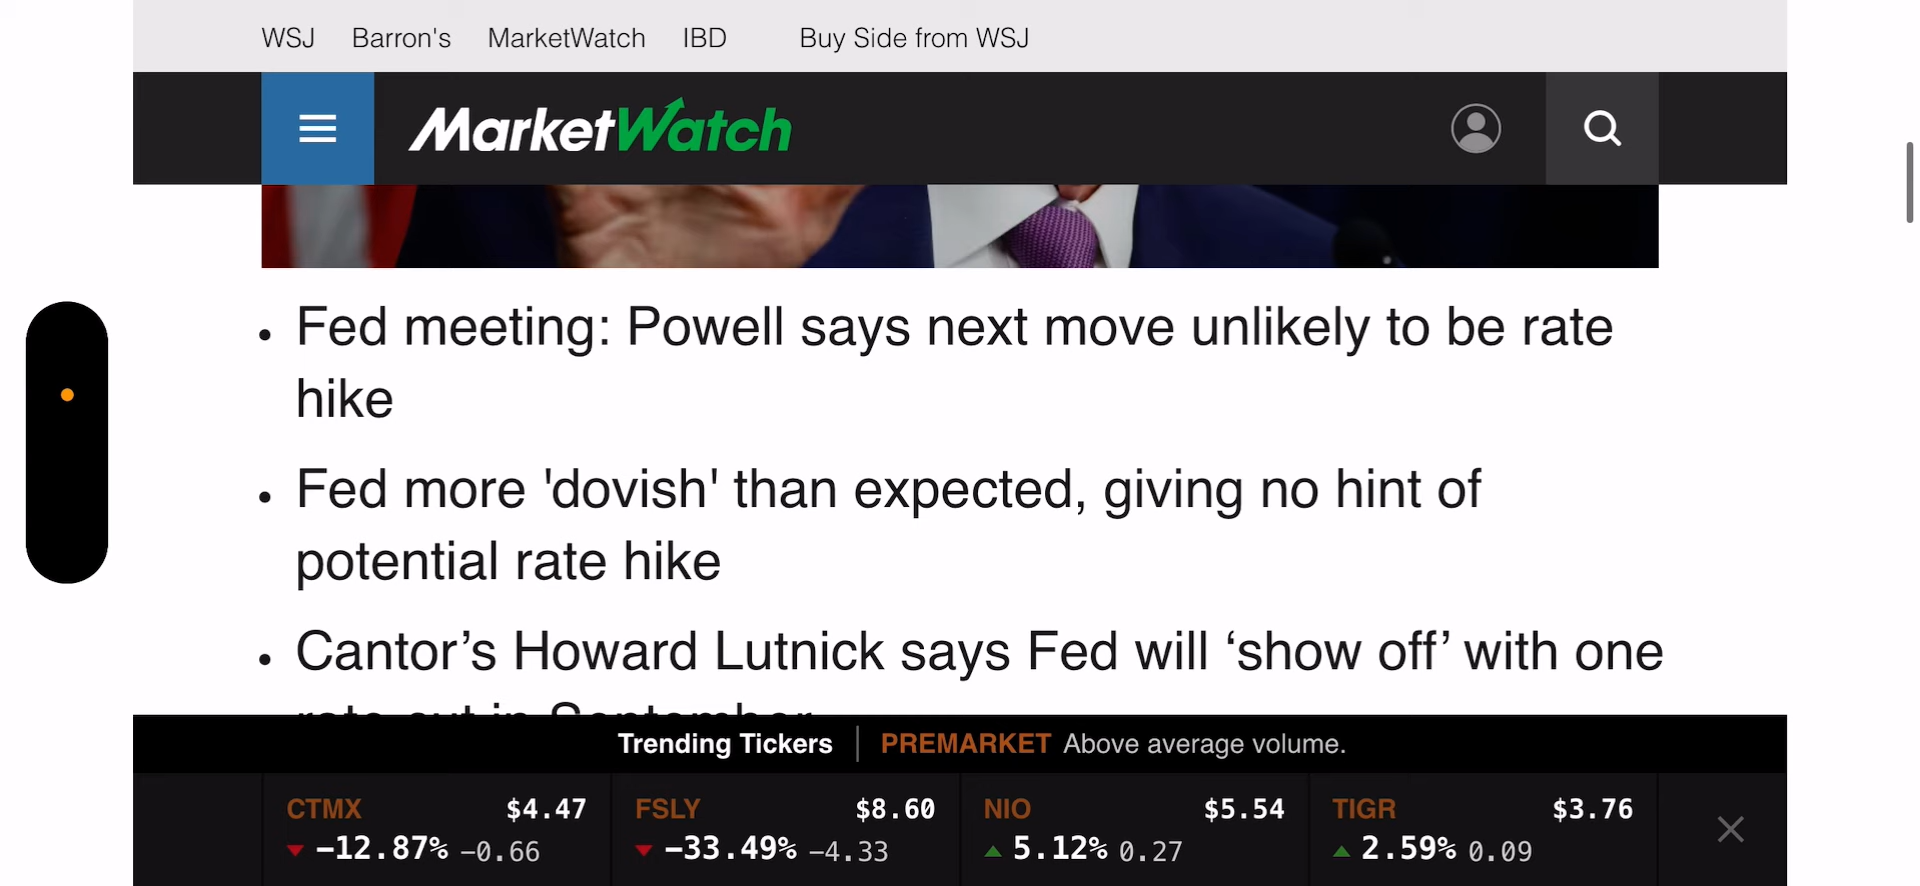 WSJ Barron's MarketWatch IBD Buy Side from WSJ
MarketWatch
• Fed meeting: Powell says next move unlikely to be rate
hike
• Fed more 'dovish' than expected, giving no hint of
potential rate hike
• Cantor’s Howard Lutnick says Fed will ‘show off’ with one
rate cut in September
Trending Tickers | PREMARKET Above average volume.
CTMX $4.47 FSLY $8.60 NIO $5.54 TIGR $3.76
−12.87% −0.66 −33.49% −4.33 5.12% 0.27 2.59% 0.09